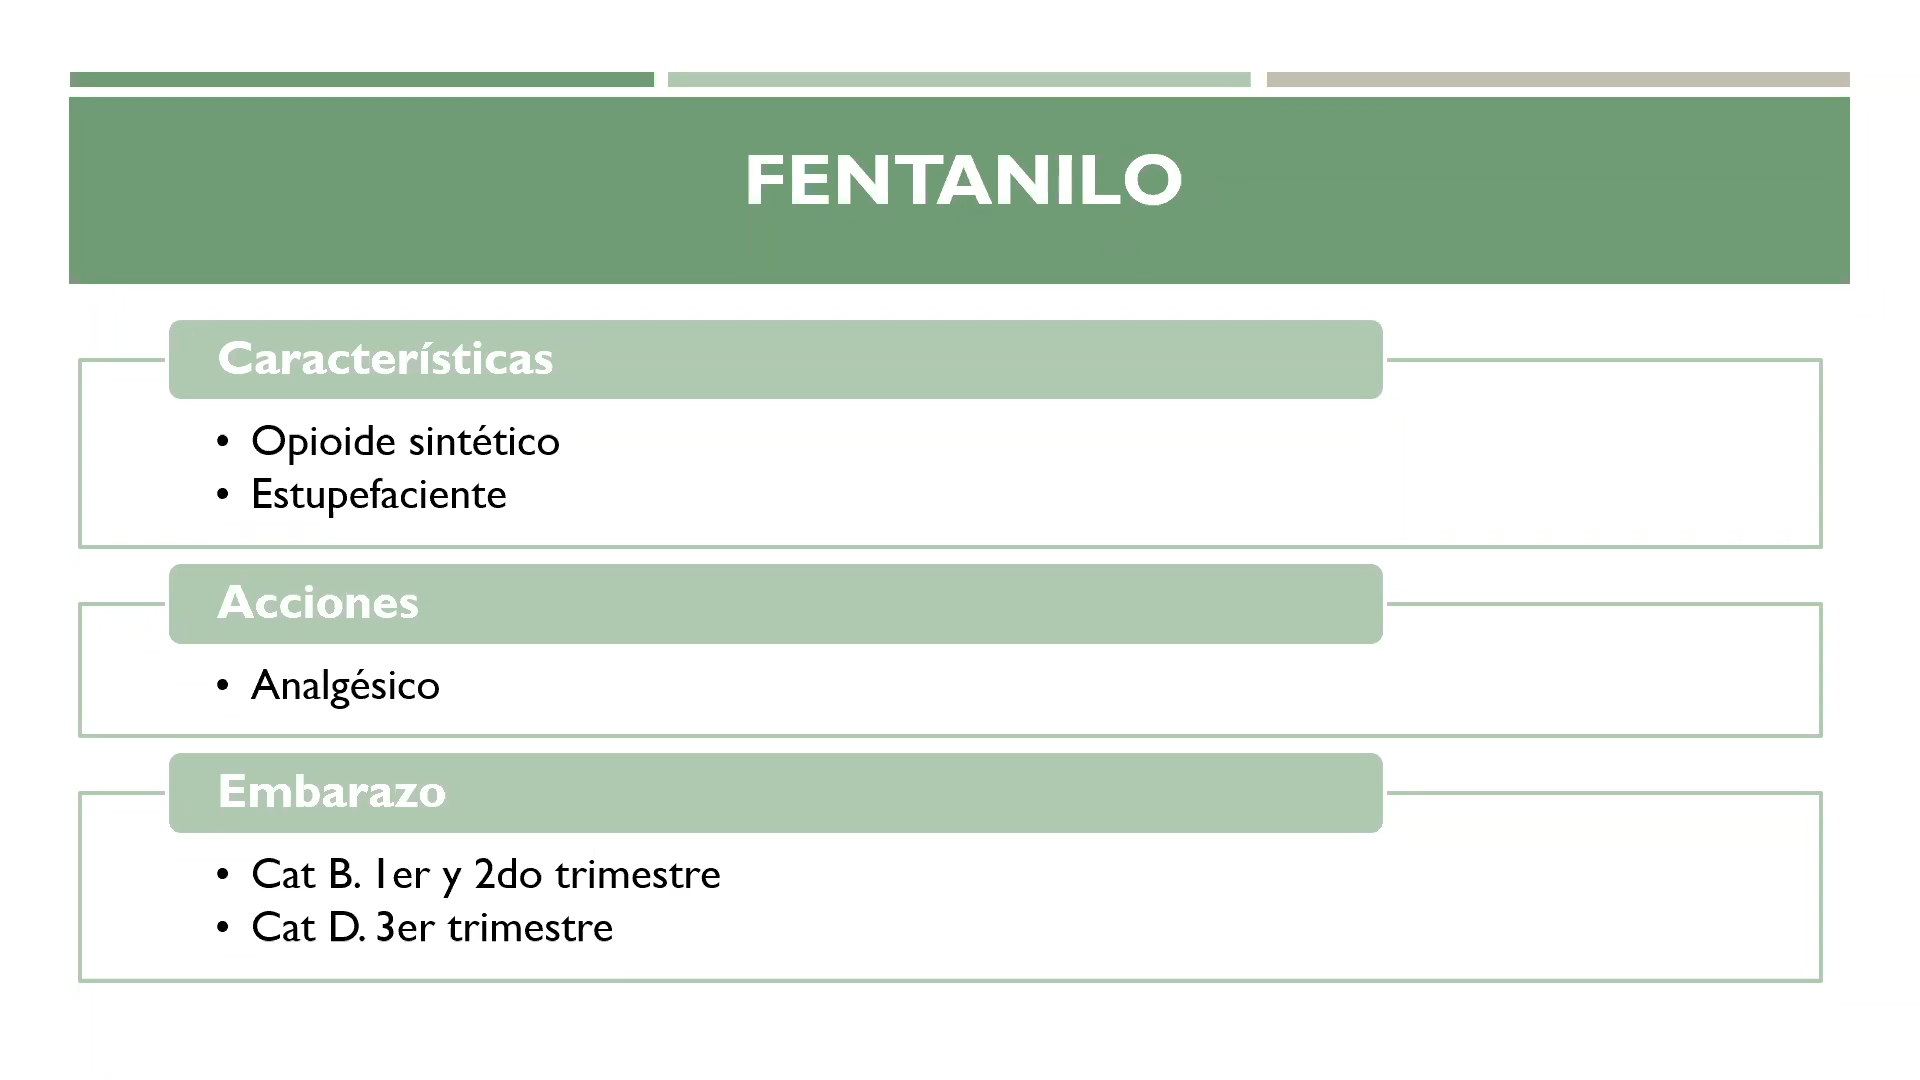 FENTANILO
Características
• Opioide sintético
• Estupefaciente
Acciones
• Analgésico
Embarazo
• Cat B. 1er y 2do trimestre
• Cat D. 3er trimestre